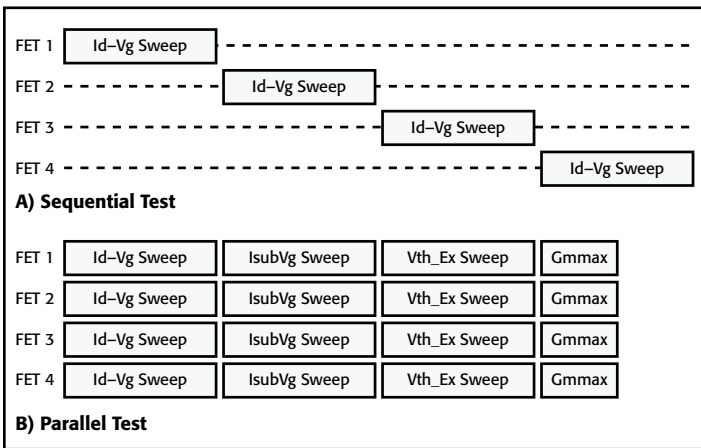 FET 1 Id–Vg Sweep
FET 2 Id–Vg Sweep
FET 3 Id–Vg Sweep
FET 4 Id–Vg Sweep
A) Sequential Test
FET 1 Id–Vg Sweep IsubVg Sweep Vth_Ex Sweep Gmmax
FET 2 Id–Vg Sweep IsubVg Sweep Vth_Ex Sweep Gmmax
FET 3 Id–Vg Sweep IsubVg Sweep Vth_Ex Sweep Gmmax
FET 4 Id–Vg Sweep IsubVg Sweep Vth_Ex Sweep Gmmax
B) Parallel Test